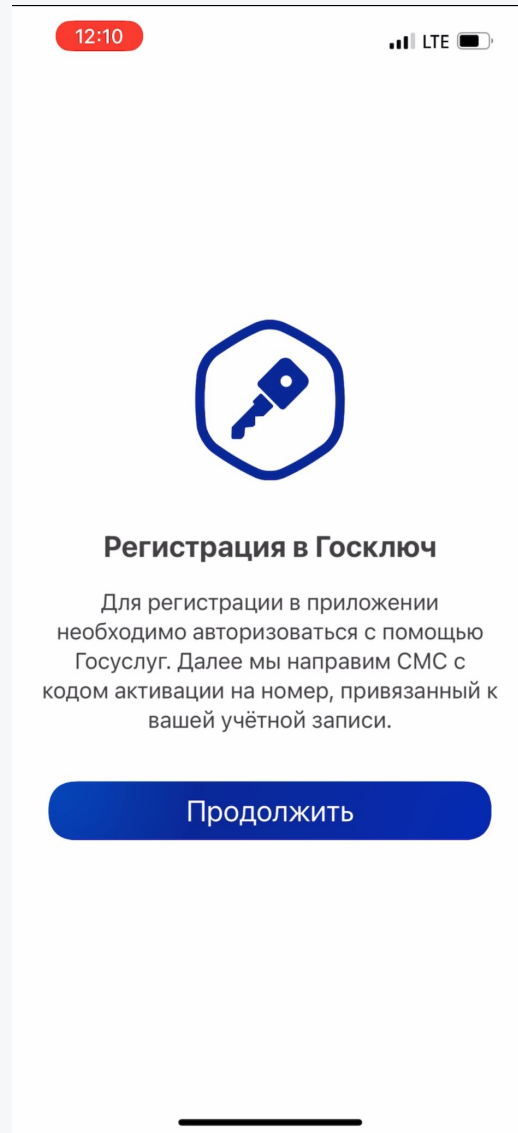 12:10
LTE
Регистрация в Госключ
Для регистрации в приложении
необходимо авторизоваться с помощью
Госуслуг. Далее мы направим СМС с
кодом активации на номер, привязанный к
вашей учётной записи.
Продолжить